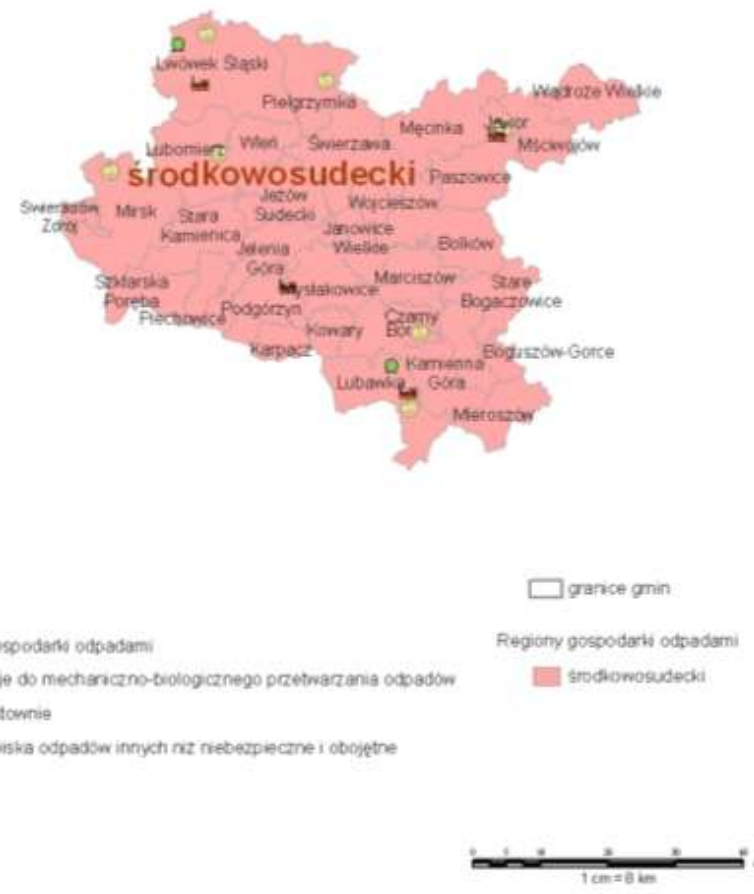 Lwówek Śląski
Pielgrzymka
Wądroże Wielkie
Męcinka
Jawor
Mściwojów
Lubomierz
Wleń
Świerzawa
środkowosudecki
Paszowice
Świeradów
Zdrój
Mirsk
Stara
Kamienica
Jeżów
Sudecki
Wojcieszów
Janowice
Wielkie
Bolków
Jelenia
Góra
Mysłakowice
Marciszów
Stare
Bogaczowice
Szklarska
Poręba
Piechowice
Podgórzyn
Kowary
Czarny
Bór
Karpacz
Boguszów-Gorce
Kamienna
Góra
Lubawka
Mieroszów
granice gmin
Regiony gospodarki odpadami
środkowosudecki
spodarki odpadami
je do mechaniczno-biologicznego przetwarzania odpadów
townie
iska odpadów innych niż niebezpieczne i obojętne
1 cm = 8 km